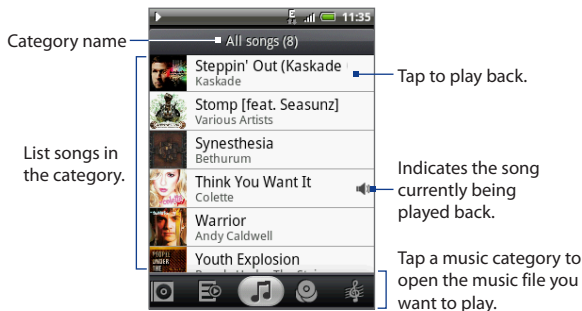 11:35
Category name
All songs (8)
Steppin' Out (Kaskade
Kaskade
Tap to play back.
Stomp [feat. Seasunz]
Various Artists
List songs in
the category.
Synesthesia
Bethurum
Think You Want It
Colette
Indicates the song
currently being
played back.
Warrior
Andy Caldwell
Youth Explosion
Tap a music category to
open the music file you
want to play.